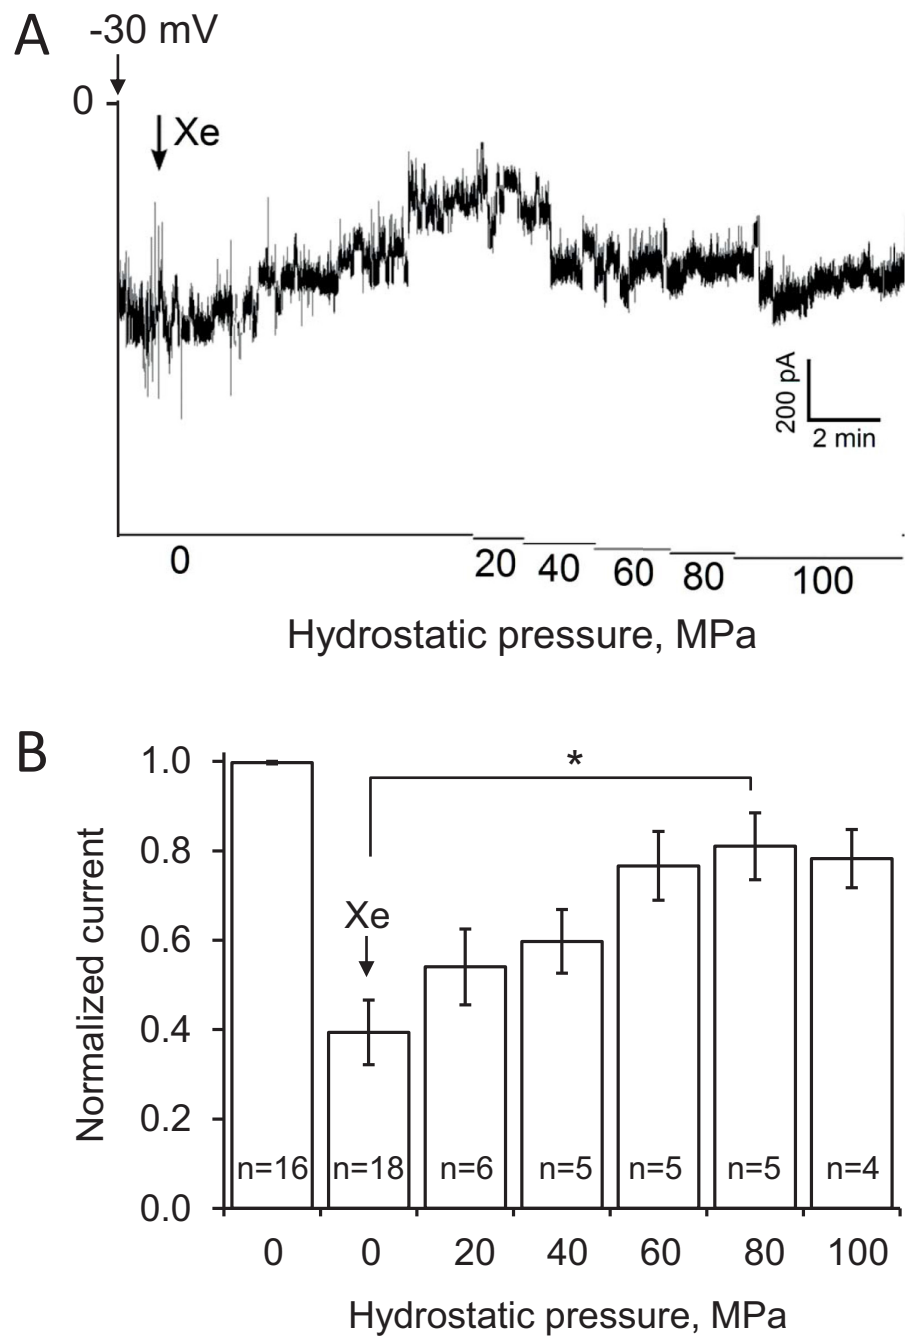 A
-30 mV
0
Xe
200 pA
2 min
0 20 40 60 80 100
Hydrostatic pressure, MPa
B
*
1.0
0.8
0.6
0.4
0.2
0.0
Normalized current
Xe
n=16 n=18 n=6 n=5 n=5 n=5 n=4
0 0 20 40 60 80 100
Hydrostatic pressure, MPa